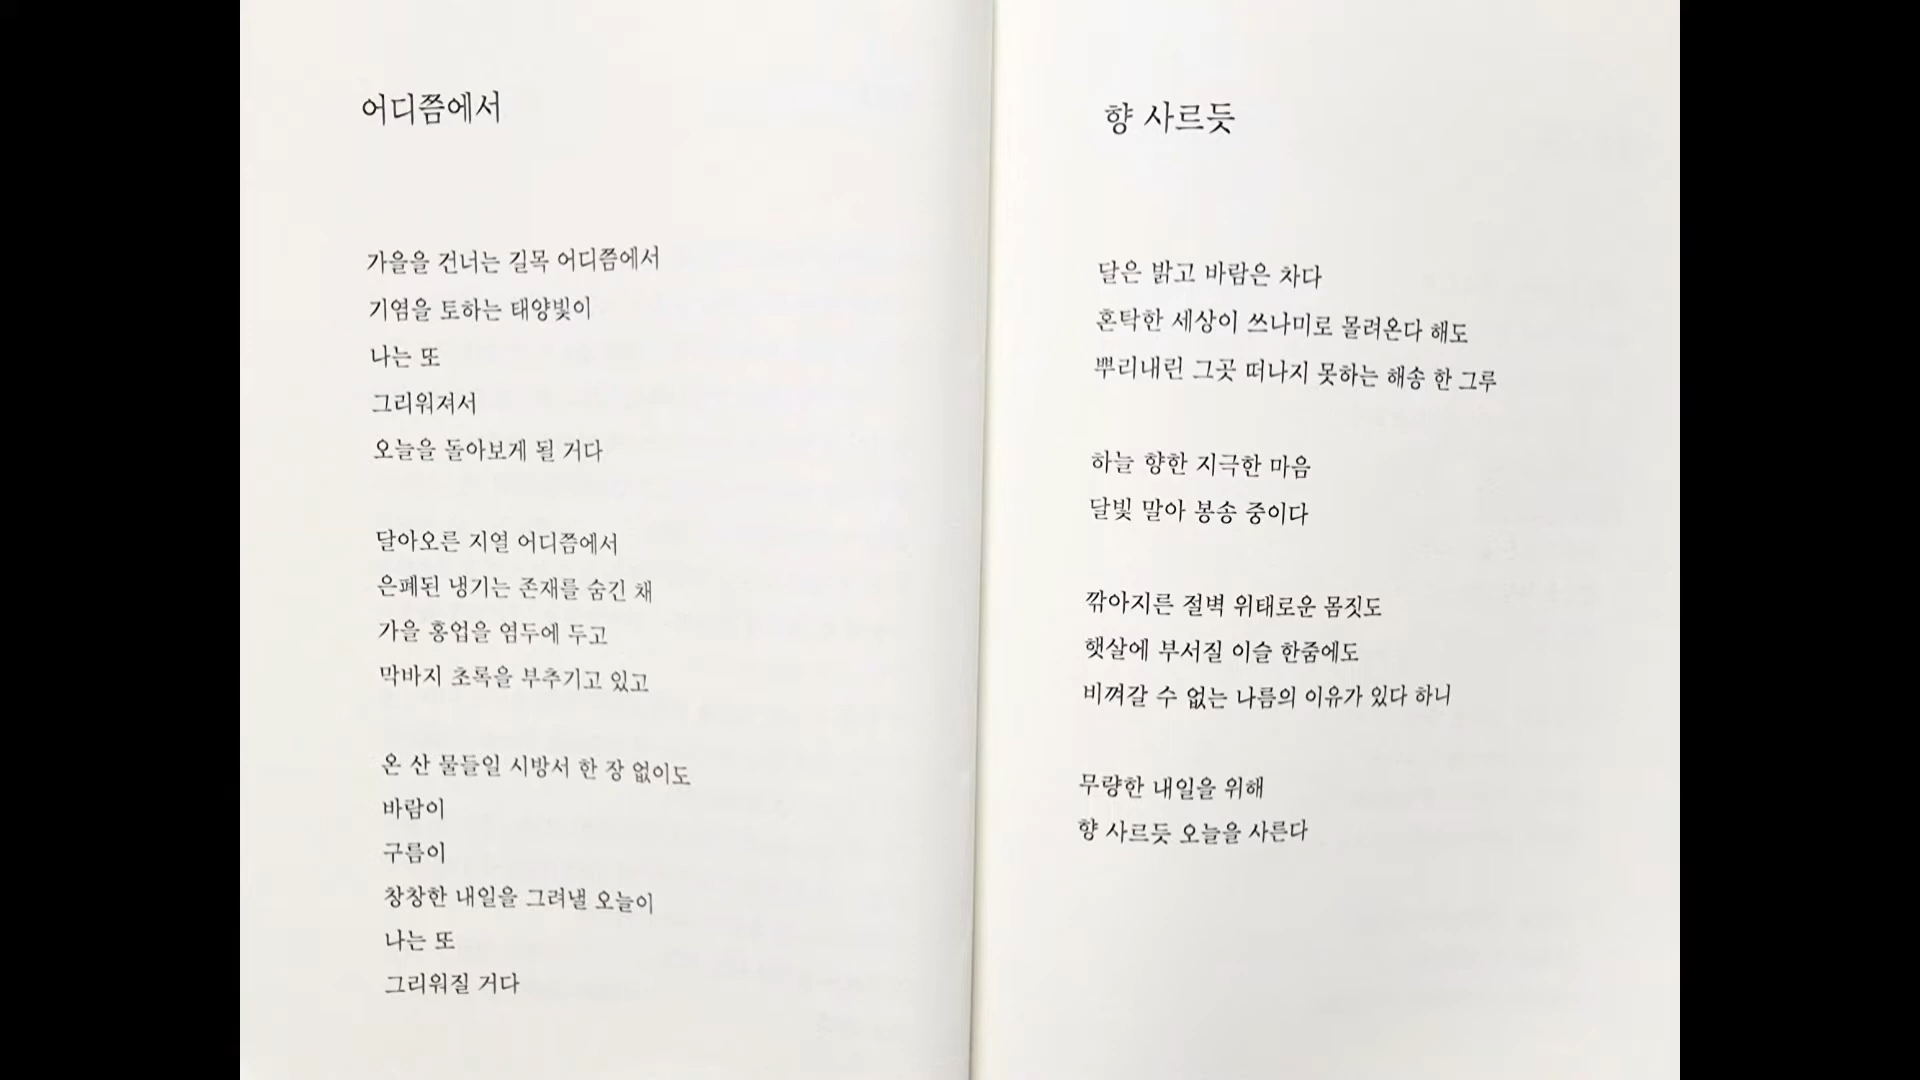 어디쯤에서
가을을 건너는 길목 어디쯤에서
기염을 토하는 태양빛이
나는 또
그리워져서
오늘을 돌아보게 될 거다
달아오른 지열 어디쯤에서
은폐된 냉기는 존재를 숨긴 채
가을 홍업을 염두에 두고
막바지 초록을 부추기고 있고
온 산 물들일 시방서 한 장 없이도
바람이
구름이
창창한 내일을 그려낼 오늘이
나는 또
그리워질 거다
향 사르듯
달은 밝고 바람은 차다
혼탁한 세상이 쓰나미로 몰려온다 해도
뿌리내린 그곳 떠나지 못하는 해송 한 그루
하늘 향한 지극한 마음
달빛 말아 봉송 중이다
깎아지른 절벽 위태로운 몸짓도
햇살에 부서질 이슬 한줌에도
비껴갈 수 없는 나름의 이유가 있다 하니
무량한 내일을 위해
향 사르듯 오늘을 사른다